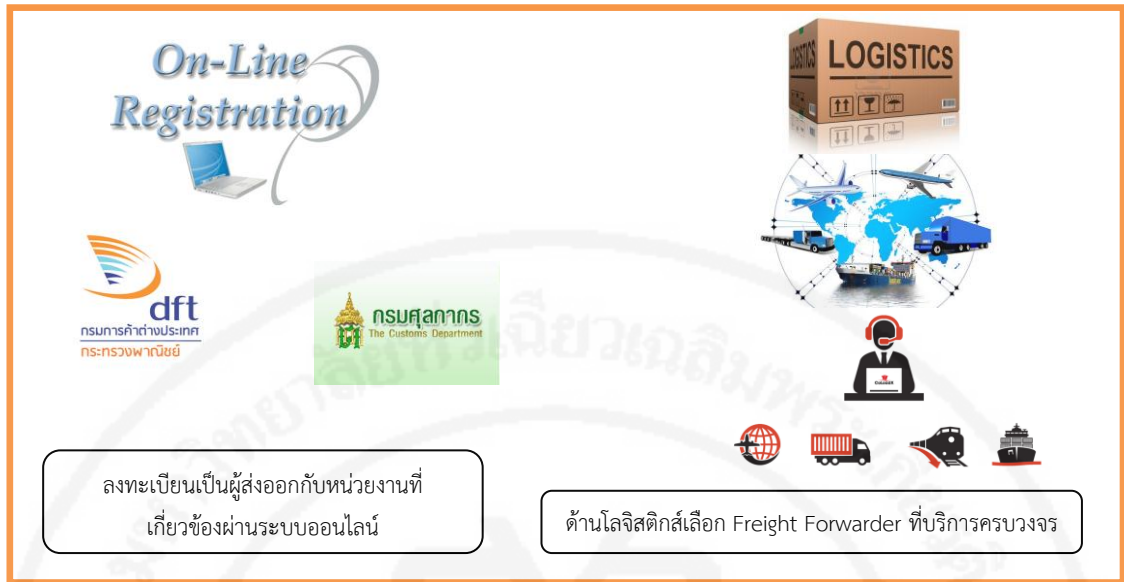 On-Line
Registration
LOGISTICS
LOGISTICS
dft
กรมการค้าต่างประเทศ
กระทรวงพาณิชย์
กรมศุลกากร
The Customs Department
ลงทะเบียนเป็นผู้ส่งออกกับหน่วยงานที่
เกี่ยวข้องผ่านระบบออนไลน์
ด้านโลจิสติกส์เลือก Freight Forwarder ที่บริการครบวงจร